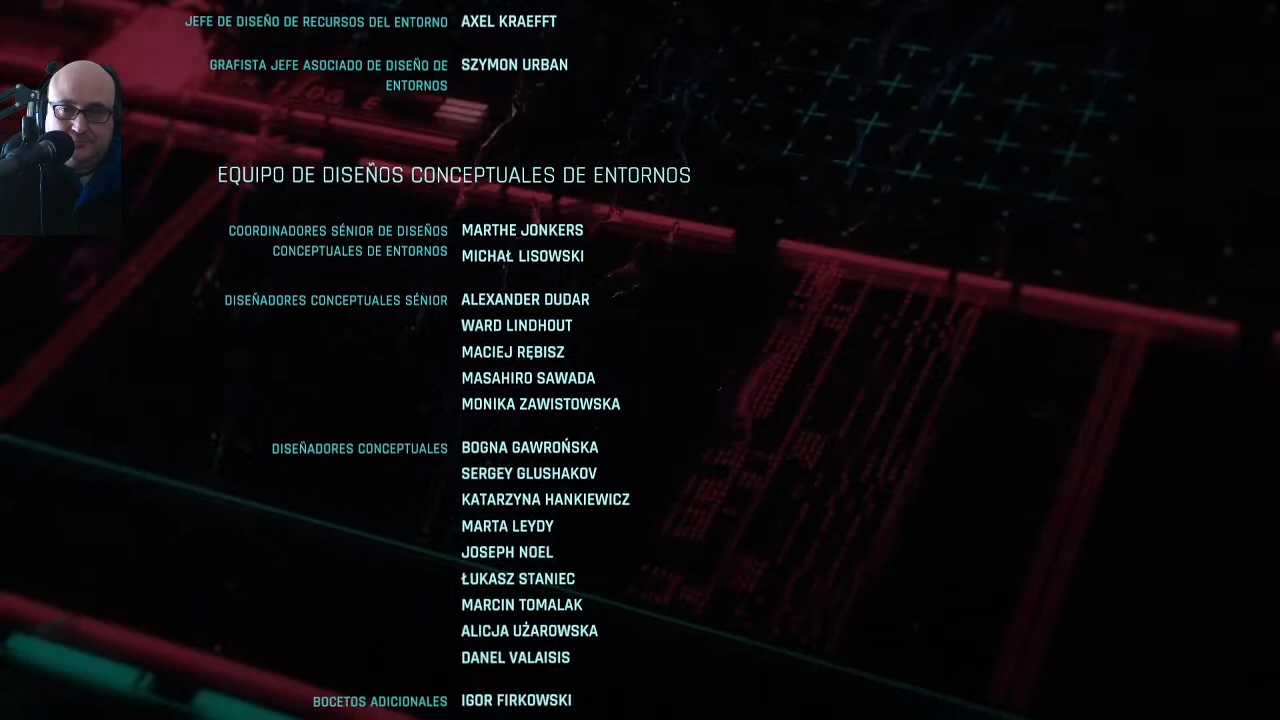 JEFE DE DISEÑO DE RECURSOS DEL ENTORNO AXEL KRAEFFT
GRAFISTA JEFE ASOCIADO DE DISEÑO DE SZYMON URBAN
ENTORNOS
EQUIPO DE DISEÑOS CONCEPTUALES DE ENTORNOS
COORDINADORES SÉNIOR DE DISEÑOS MARTHE JONKERS
CONCEPTUALES DE ENTORNOS MICHAŁ LISOWSKI
DISEÑADORES CONCEPTUALES SÉNIOR ALEXANDER DUDAR
WARD LINDHOUT
MACIEJ RĘBISZ
MASAHIRO SAWADA
MONIKA ZAWISTOWSKA
DISEÑADORES CONCEPTUALES BOGNA GAWROŃSKA
SERGEY GLUSHAKOV
KATARZYNA HANKIEWICZ
MARTA LEYDY
JOSEPH NOEL
ŁUKASZ STANIEC
MARCIN TOMALAK
ALICJA UŻAROWSKA
DANEL VALAISIS
BOCETOS ADICIONALES IGOR FIRKOWSKI